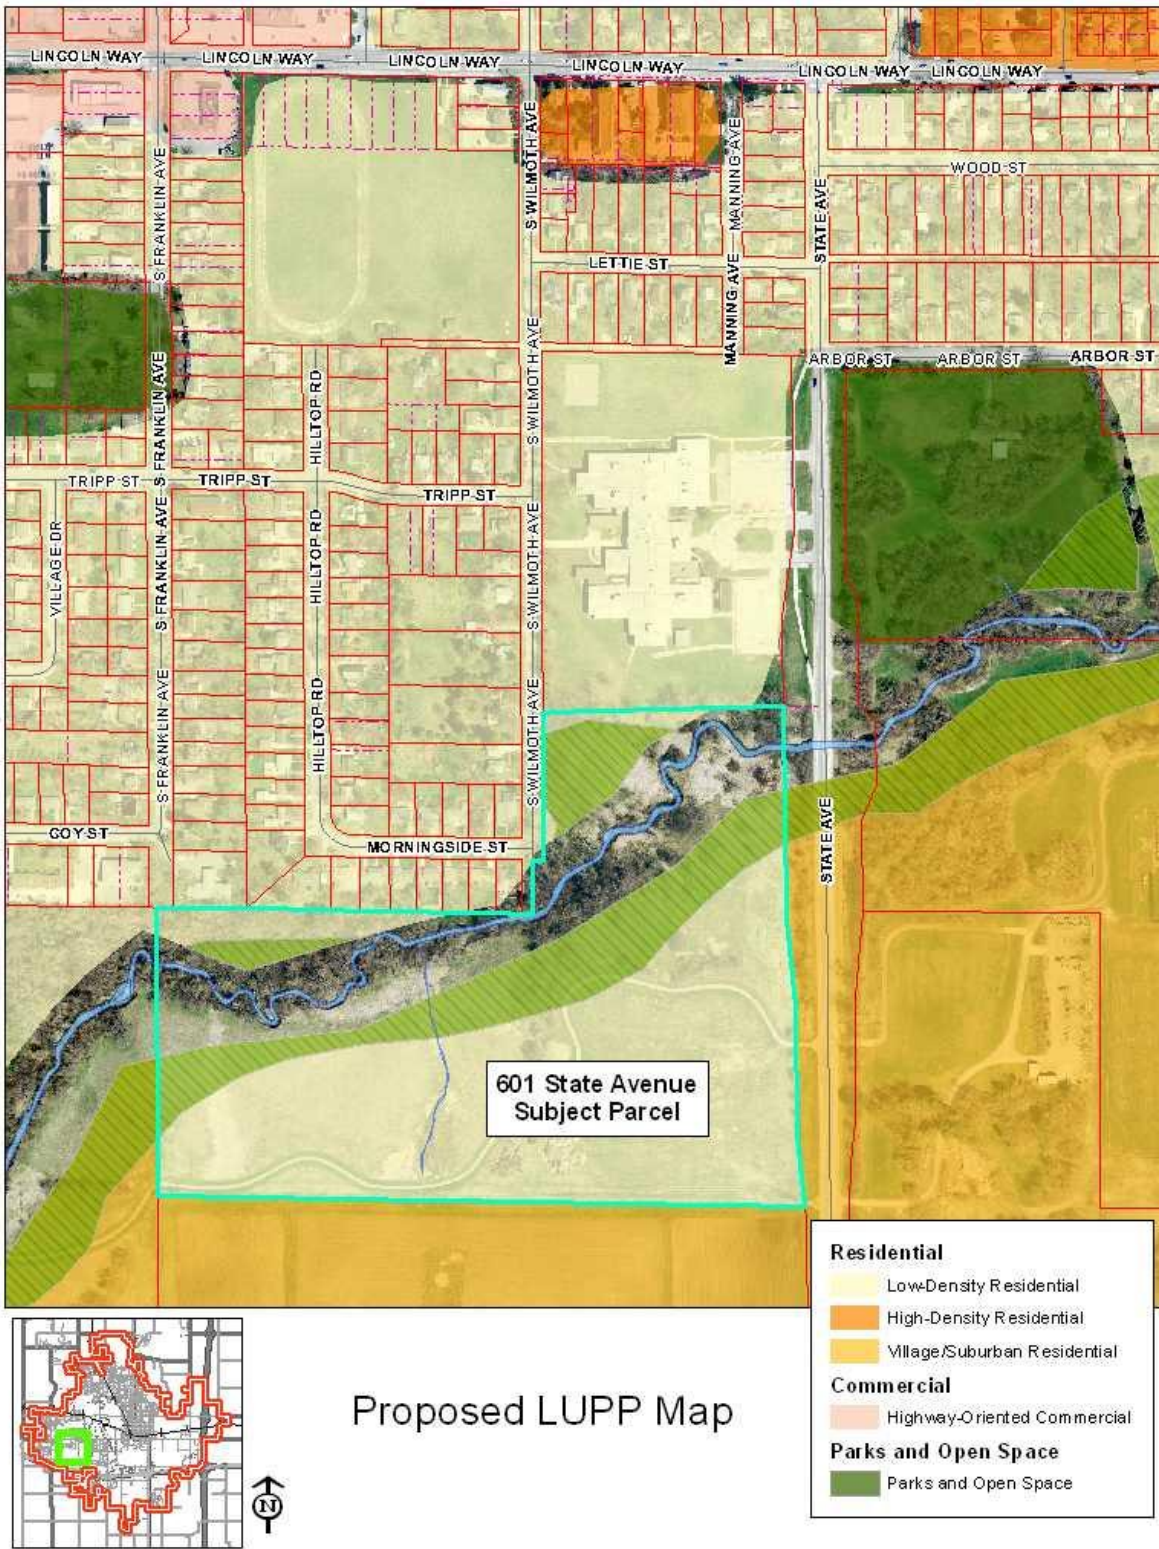 LINCOLN WAY
LINCOLN WAY
LINCOLN WAY
LINCOLN WAY
LINCOLN WAY
LINCOLN WAY
S WILMOTH AVE
MANNING AVE
WOOD ST
S FRANKLIN AVE
STATE AVE
LETTIE ST
MANNING AVE
S FRANKLIN AVE
S WILMOTH AVE
ARBOR ST
ARBOR ST
ARBOR ST
HILLTOP RD
TRIPP ST
TRIPP ST
TRIPP ST
VILLAGE DR
S FRANKLIN AVE
HILLTOP RD
S WILMOTH AVE
S FRANKLIN AVE
HILLTOP RD
S WILMOTH AVE
COY ST
MORNINGSIDE ST
STATE AVE
601 State Avenue
Subject Parcel
Residential
Low-Density Residential
High-Density Residential
Village/Suburban Residential
Commercial
Highway-Oriented Commercial
Parks and Open Space
Parks and Open Space
Proposed LUPP Map
N